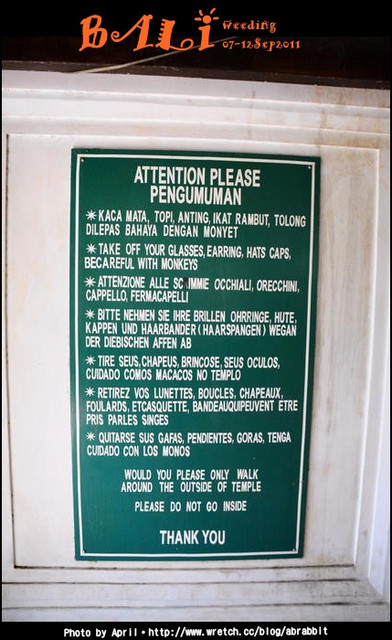 BALi Weeding
07-12Sep2011
ATTENTION PLEASE
PENGUMUMAN
✳ KACA MATA, TOPI, ANTING, IKAT RAMBUT, TOLONG
DILEPAS BAHAYA DENGAN MONYET
✳ TAKE OFF YOUR GLASSES, EARRING, HATS CAPS,
BECAREFUL WITH MONKEYS
✳ ATTENZIONE ALLE SCIMMIE OCCHIALI, ORECCHINI,
CAPPELLO, FERMACAPELLI
✳ BITTE NEHMEN SIE IHRE BRILLEN OHRRINGE, HUTE,
KAPPEN UND HAARBANDER (HAARSPANGEN) WEGAN
DER DIEBISCHEN AFFEN AB
✳ TIRE SEUS, CHAPEUS, BRINCOSE, SEUS OCULOS,
CUIDADO COMOS MACACOS NO TEMPLO
✳ RETIREZ VOS LUNETTES, BOUCLES, CHAPEAUX,
FOULARDS, ETCASQUETTE, BANDEAUQUIPEUVENT ETRE
PRIS PARLES SINGES
✳ QUITARSE SUS GAFAS, PENDIENTES, GORAS, TENGA
CUIDADO CON LOS MONOS
WOULD YOU PLEASE ONLY WALK
AROUND THE OUTSIDE OF TEMPLE
PLEASE DO NOT GO INSIDE
THANK YOU
Photo by April・http://www.wretch.cc/blog/abrabbit